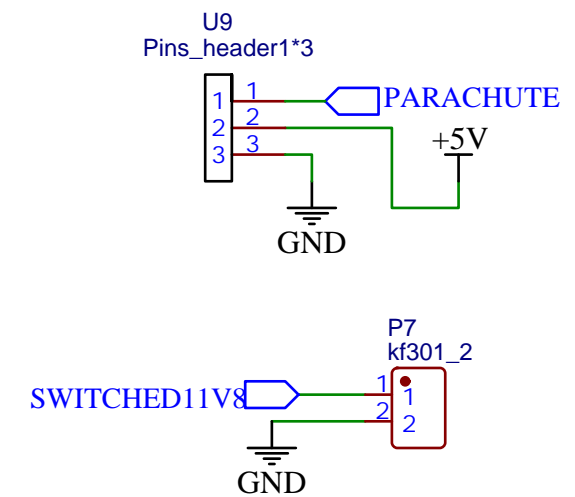 U9
Pins_header1*3
1 1 PARACHUTE
2 2 +5V
3 3
GND
P7
kf301_2
SWITCHED11V8 1 1
2 2
GND